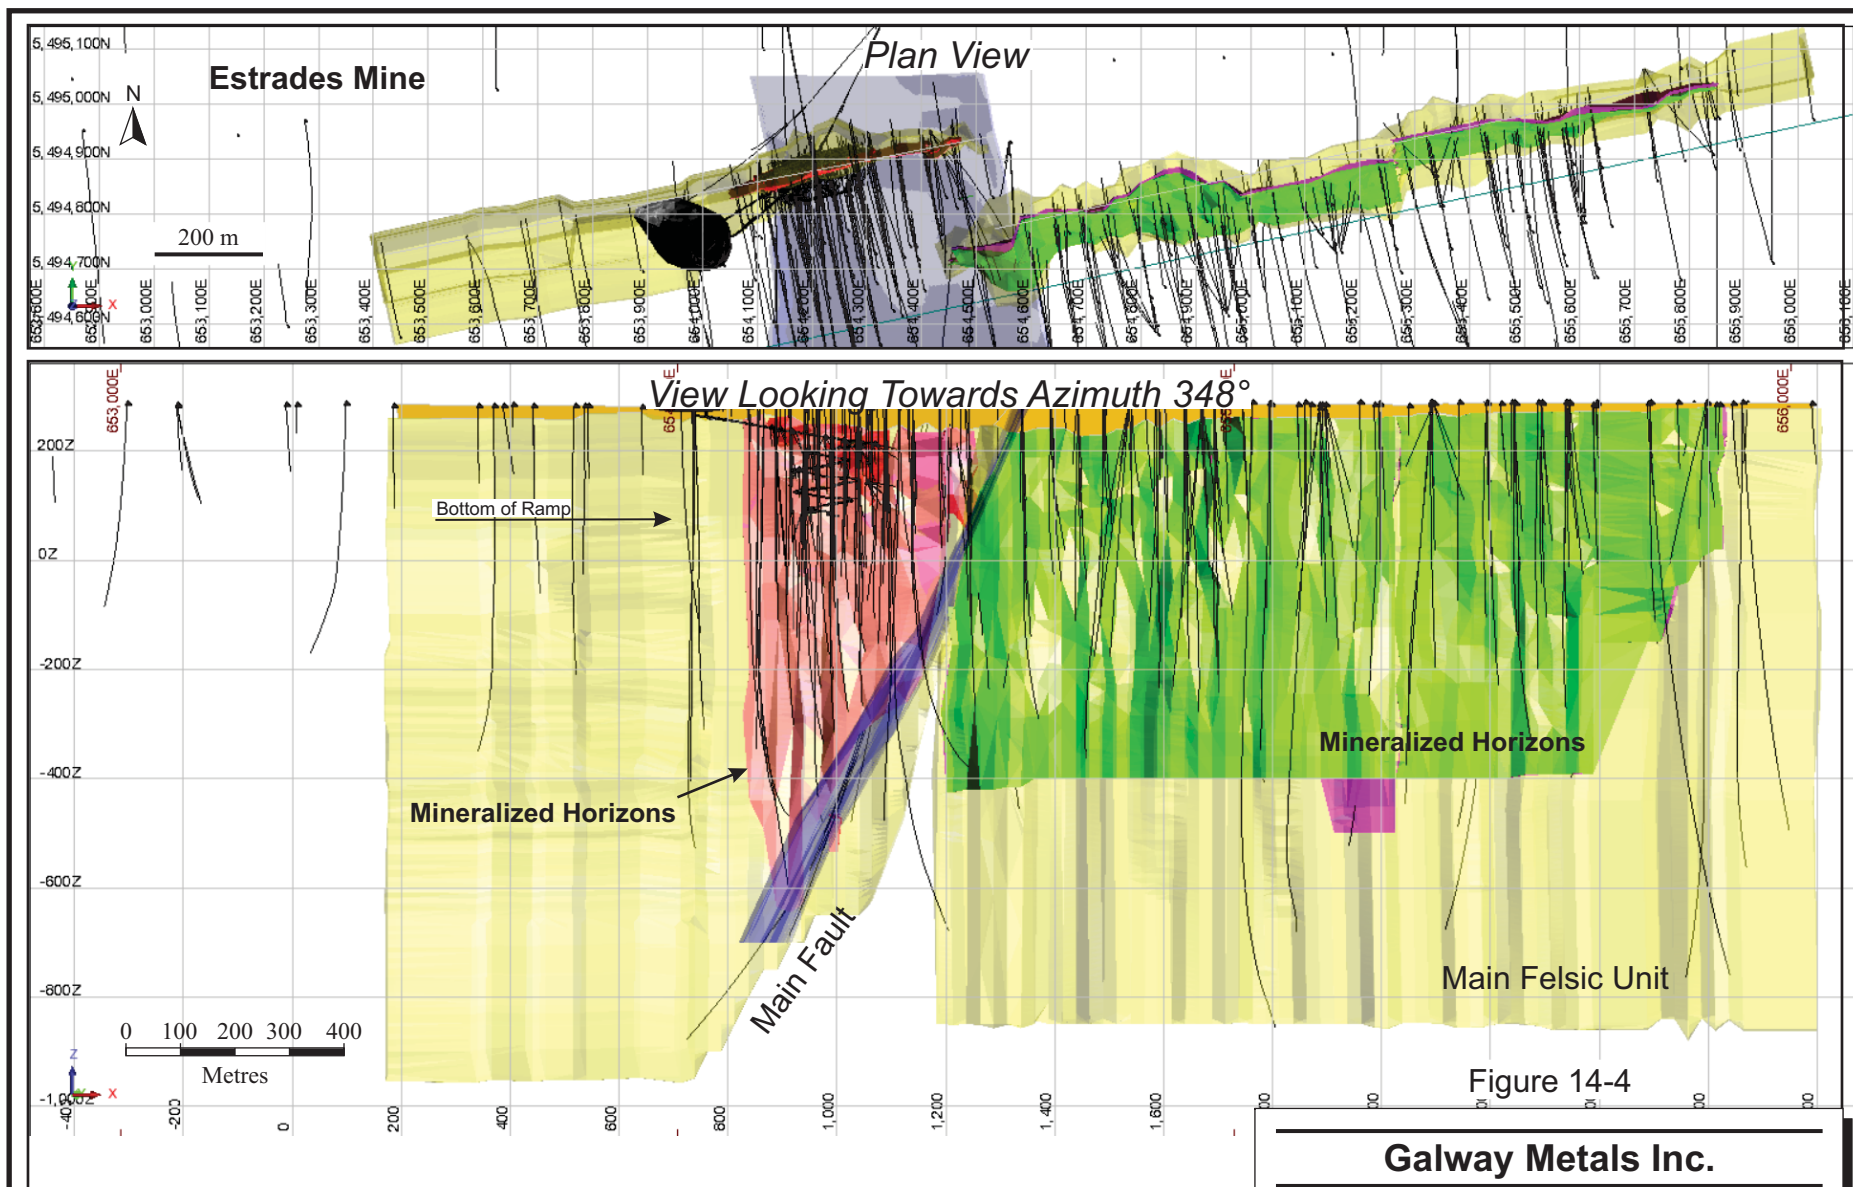 Plan View
Estrades Mine
N
200 m
5,495,100N
5,495,000N
5,494,900N
5,494,800N
5,494,700N
5,494,600N
X
653,000E
653,100E
653,200E
653,300E
653,400E
653,500E
653,600E
653,700E
653,800E
653,900E
654,000E
654,100E
654,200E
654,300E
654,400E
654,500E
654,600E
654,700E
654,800E
654,900E
655,000E
655,100E
655,200E
655,300E
655,400E
655,500E
655,600E
655,700E
655,800E
655,900E
656,000E
View Looking Towards Azimuth 348°
653,000E
656,000E
200Z
0Z
-200Z
-400Z
-600Z
-800Z
-1,000Z
Bottom of Ramp
Mineralized Horizons
Mineralized Horizons
Main Fault
Main Felsic Unit
0 100 200 300 400
Metres
Z
X
-400
-200
0
200
400
600
800
1,000
1,200
1,400
1,600
Figure 14-4
Galway Metals Inc.